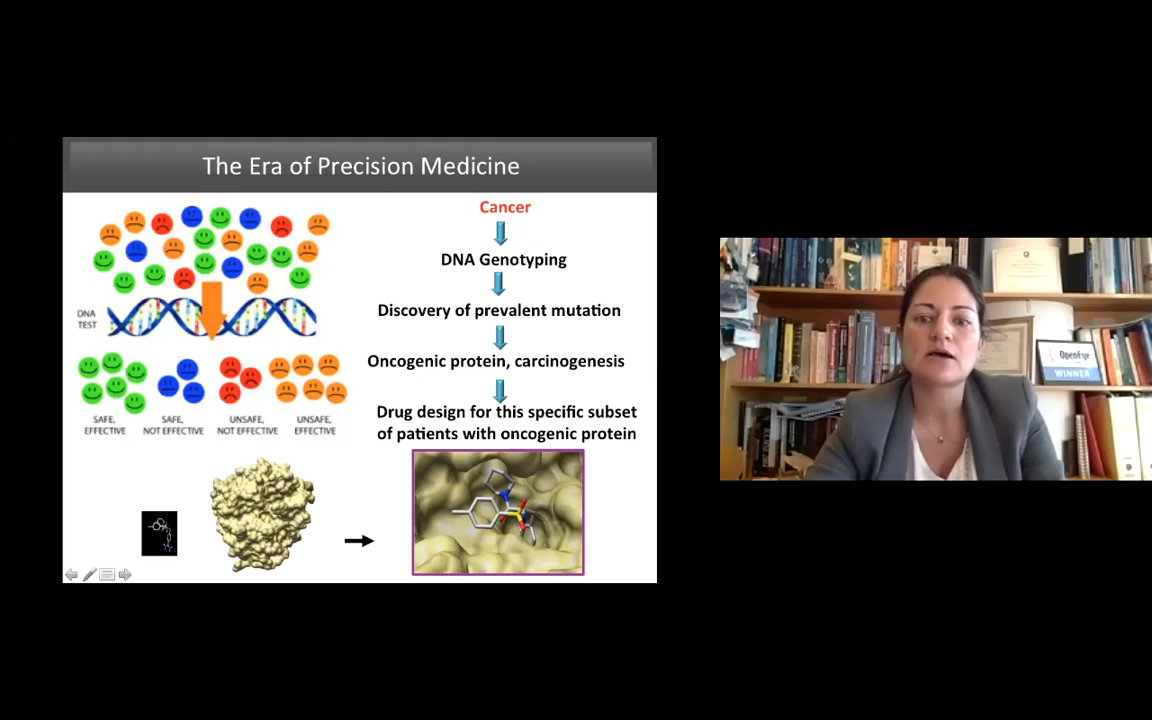 The Era of Precision Medicine
Cancer
DNA Genotyping
Discovery of prevalent mutation
Oncogenic protein, carcinogenesis
Drug design for this specific subset
of patients with oncogenic protein
DNA
TEST
SAFE,
EFFECTIVE
SAFE,
NOT EFFECTIVE
UNSAFE,
NOT EFFECTIVE
UNSAFE,
EFFECTIVE
OpenEye
WINNER